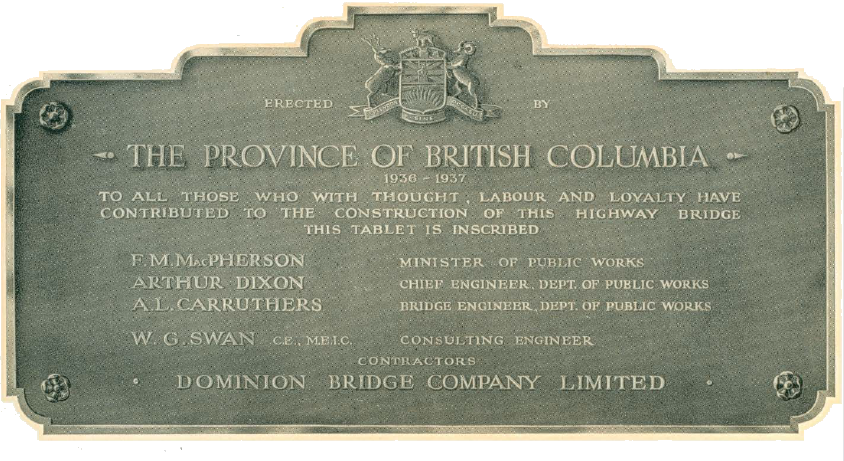 ERECTED BY
THE PROVINCE OF BRITISH COLUMBIA
1936 - 1937
TO ALL THOSE WHO WITH THOUGHT, LABOUR AND LOYALTY HAVE
CONTRIBUTED TO THE CONSTRUCTION OF THIS HIGHWAY BRIDGE
THIS TABLET IS INSCRIBED
F. M. MACPHERSON MINISTER OF PUBLIC WORKS
ARTHUR DIXON CHIEF ENGINEER, DEPT. OF PUBLIC WORKS
A. L. CARRUTHERS BRIDGE ENGINEER, DEPT. OF PUBLIC WORKS
W. G. SWAN C.E., M.E.I.C. CONSULTING ENGINEER
CONTRACTORS
DOMINION BRIDGE COMPANY LIMITED